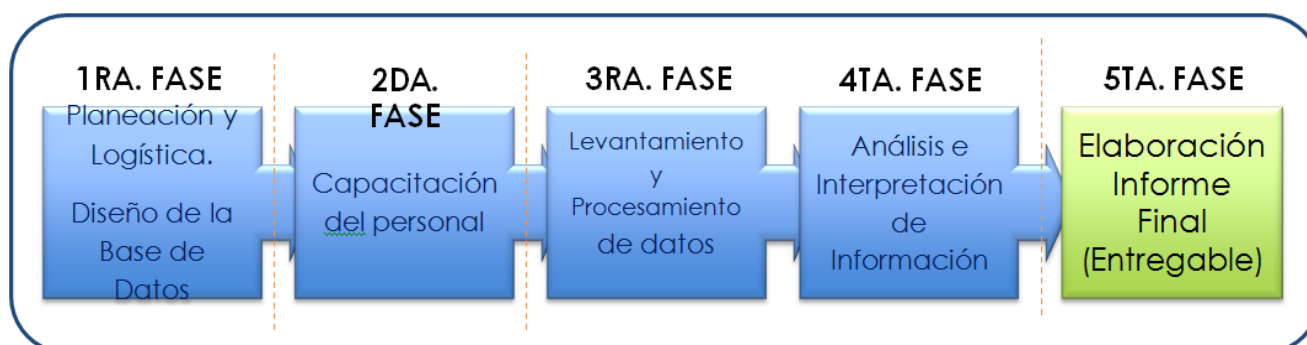 1RA. FASE
Planeación y
Logística.
Diseño de la
Base de
Datos
2DA.
FASE
Capacitación
del personal
3RA. FASE
Levantamiento
y
Procesamiento
de datos
4TA. FASE
Análisis e
Interpretación
de
Información
5TA. FASE
Elaboración
Informe
Final
(Entregable)